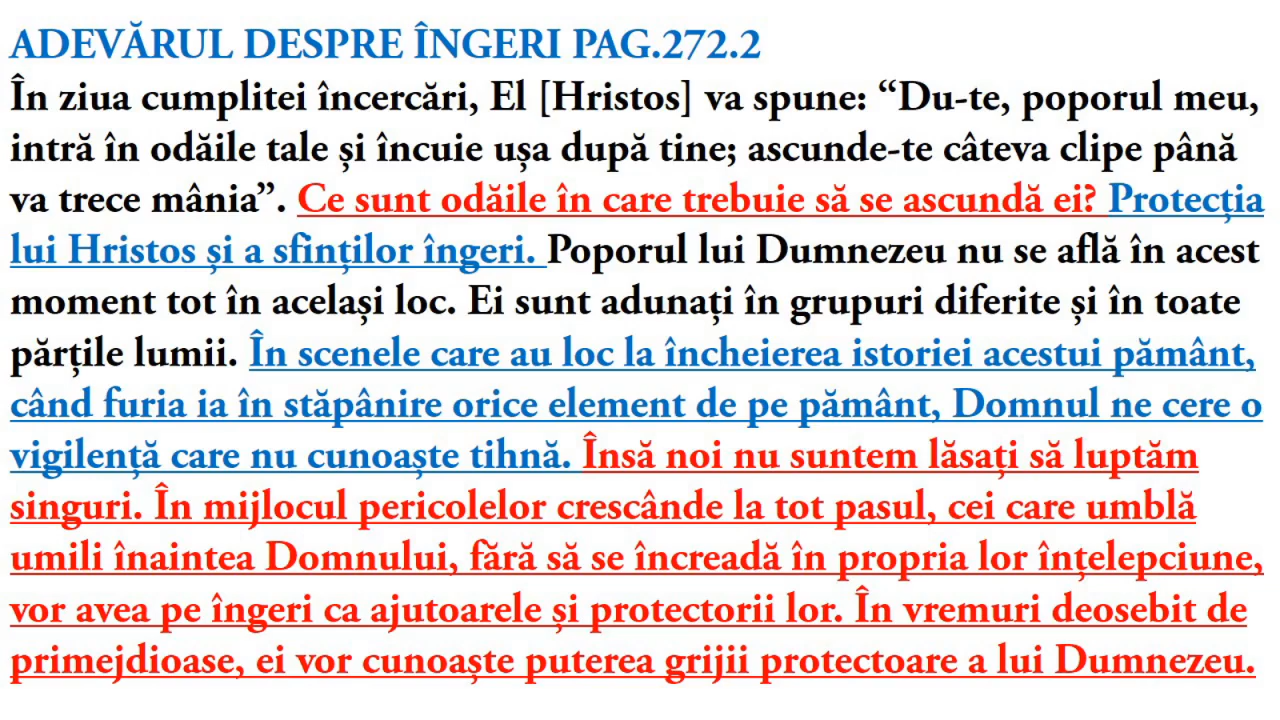 ADEVĂRUL DESPRE ÎNGERI PAG.272.2
În ziua cumplitei încercări, El [Hristos] va spune: “Du-te, poporul meu,
intră în odăile tale și încuie ușa după tine; ascunde-te câteva clipe până
va trece mânia”. Ce sunt odăile în care trebuie să se ascundă ei? Protecția
lui Hristos și a sfinților îngeri. Poporul lui Dumnezeu nu se află în acest
moment tot în același loc. Ei sunt adunați în grupuri diferite și în toate
părțile lumii. În scenele care au loc la încheierea istoriei acestui pământ,
când furia ia în stăpânire orice element de pe pământ, Domnul ne cere o
vigilență care nu cunoaște tihnă. Însă noi nu suntem lăsați să luptăm
singuri. În mijlocul pericolelor crescânde la tot pasul, cei care umblă
umili înaintea Domnului, fără să se încreadă în propria lor înțelepciune,
vor avea pe îngeri ca ajutoarele și protectorii lor. În vremuri deosebit de
primejdioase, ei vor cunoaște puterea grijii protectoare a lui Dumnezeu.